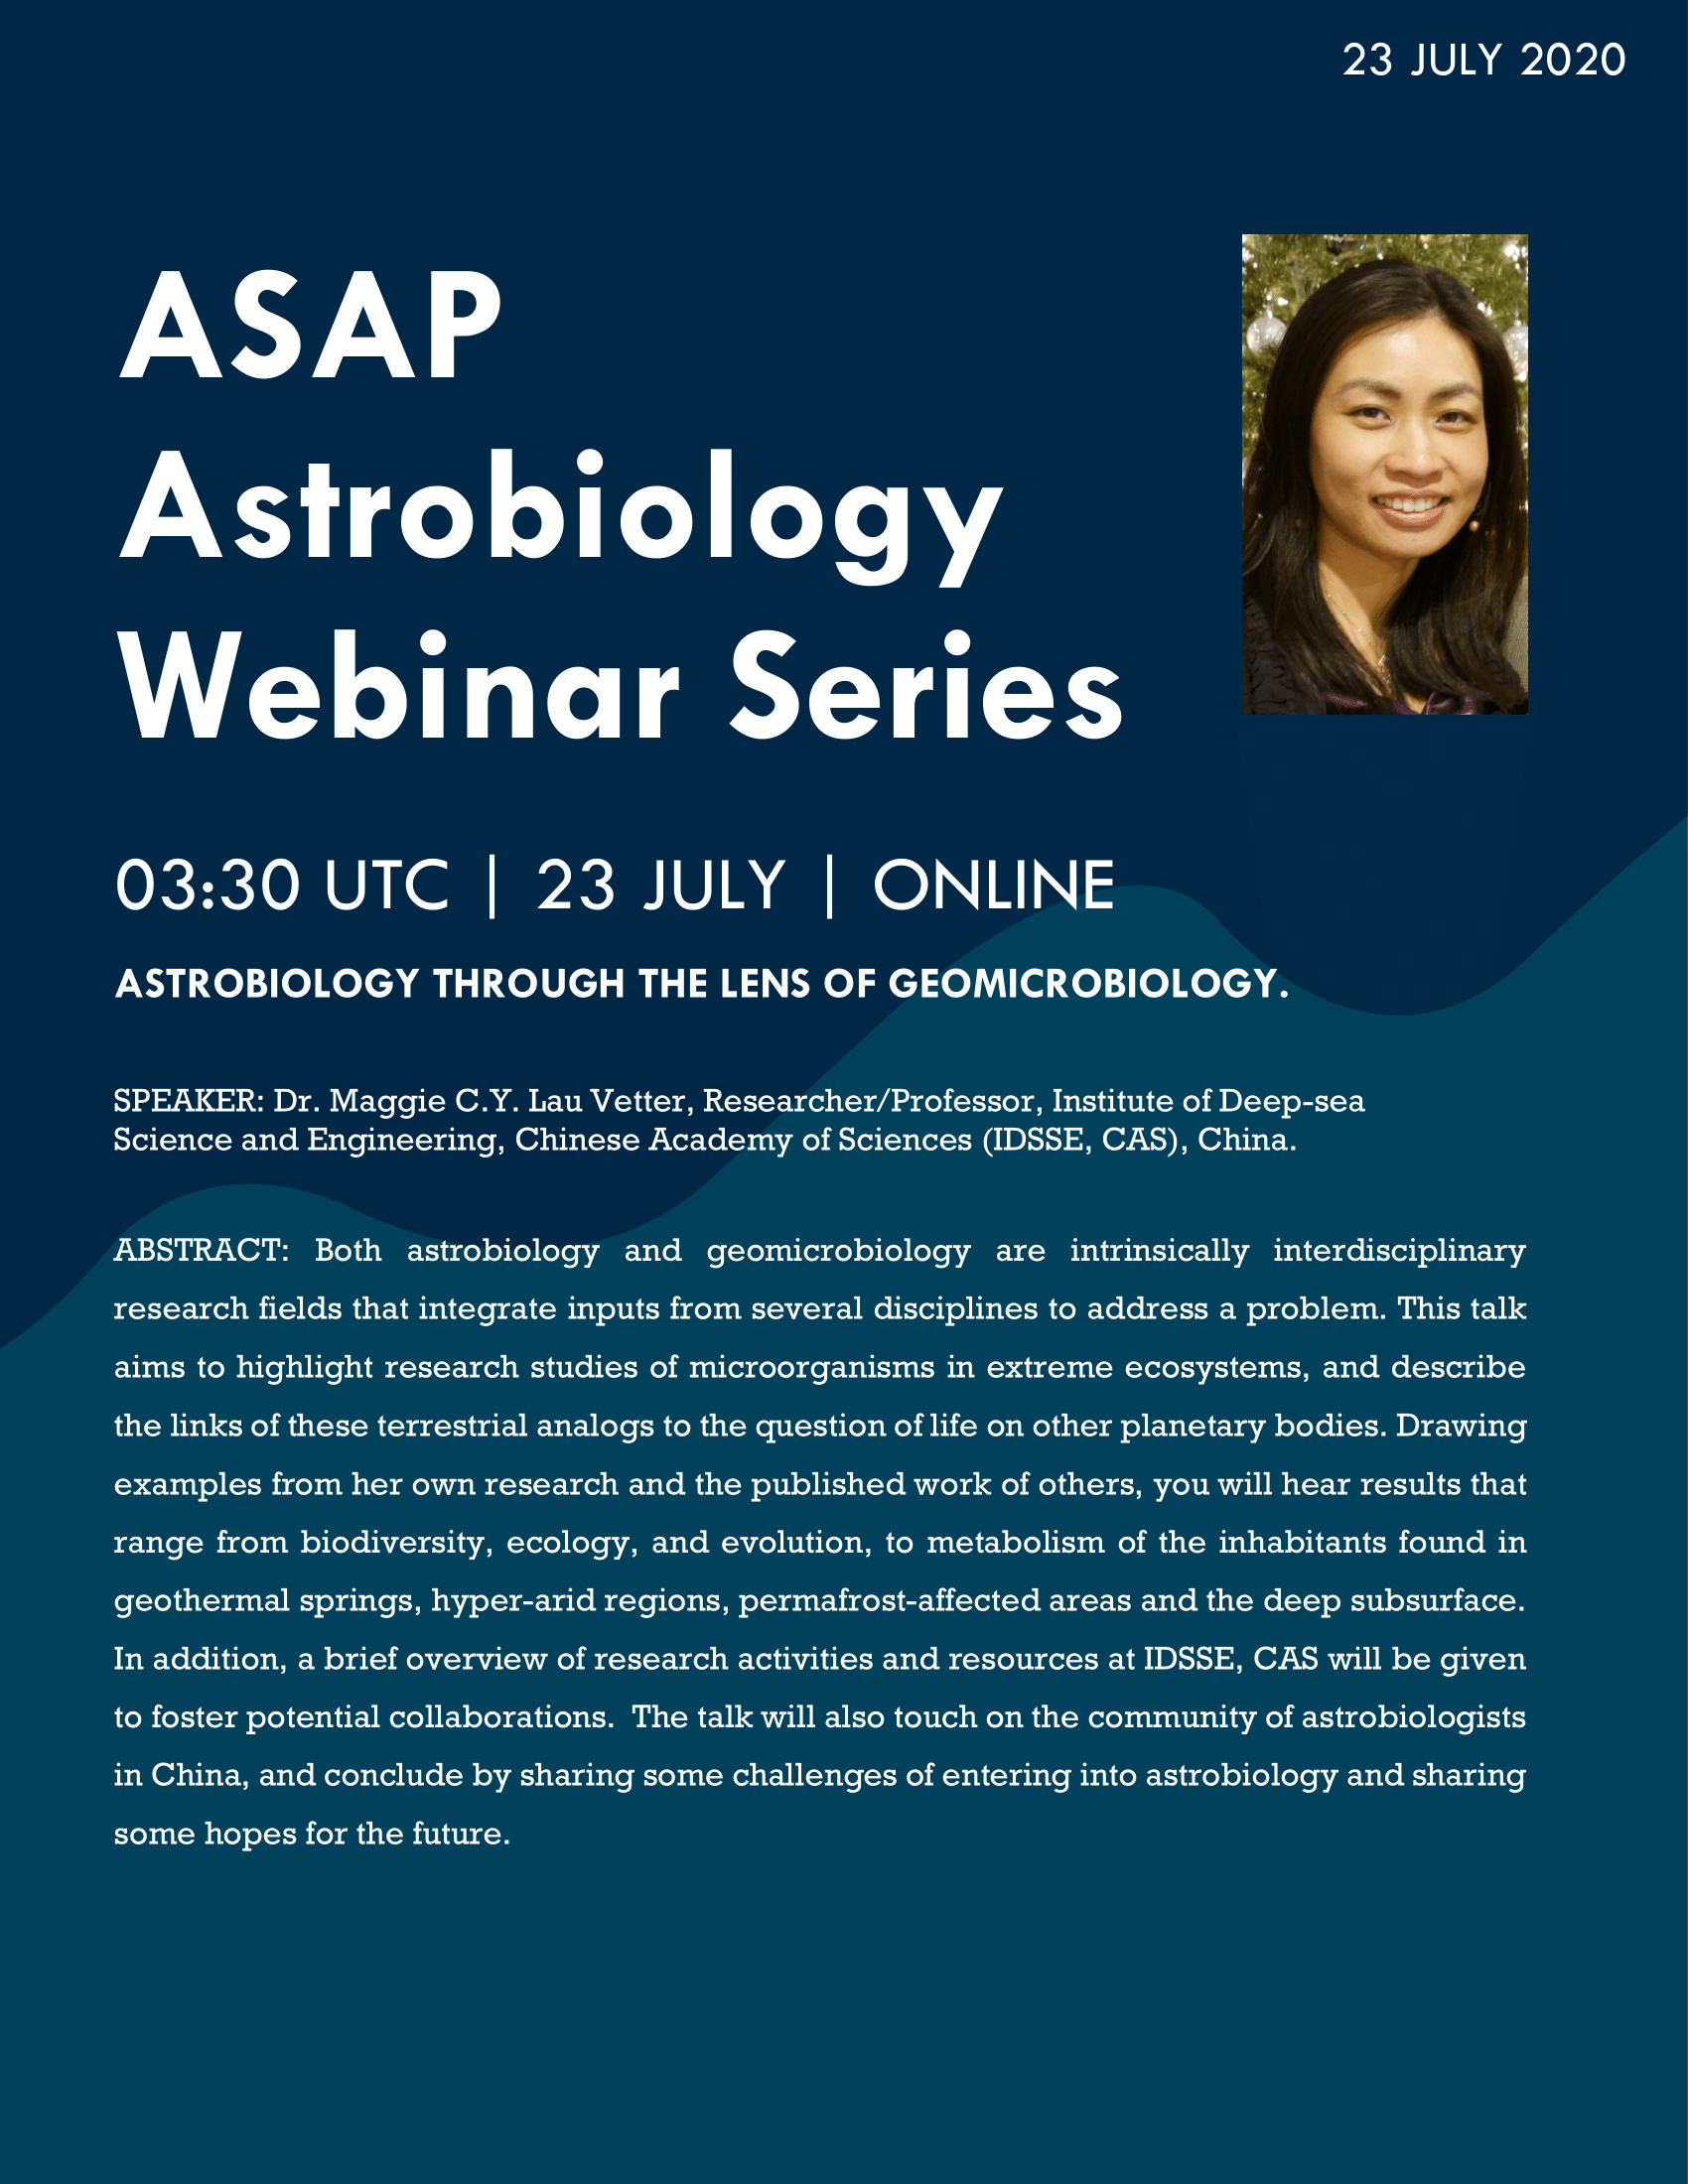 23 JULY 2020
ASAP
Astrobiology
Webinar Series
03:30 UTC | 23 JULY | ONLINE
ASTROBIOLOGY THROUGH THE LENS OF GEOMICROBIOLOGY.
SPEAKER: Dr. Maggie C.Y. Lau Vetter, Researcher/Professor, Institute of Deep-sea
Science and Engineering, Chinese Academy of Sciences (IDSSE, CAS), China.
ABSTRACT: Both astrobiology and geomicrobiology are intrinsically interdisciplinary
research fields that integrate inputs from several disciplines to address a problem. This talk
aims to highlight research studies of microorganisms in extreme ecosystems, and describe
the links of these terrestrial analogs to the question of life on other planetary bodies. Drawing
examples from her own research and the published work of others, you will hear results that
range from biodiversity, ecology, and evolution, to metabolism of the inhabitants found in
geothermal springs, hyper-arid regions, permafrost-affected areas and the deep subsurface.
In addition, a brief overview of research activities and resources at IDSSE, CAS will be given
to foster potential collaborations.  The talk will also touch on the community of astrobiologists
in China, and conclude by sharing some challenges of entering into astrobiology and sharing
some hopes for the future.